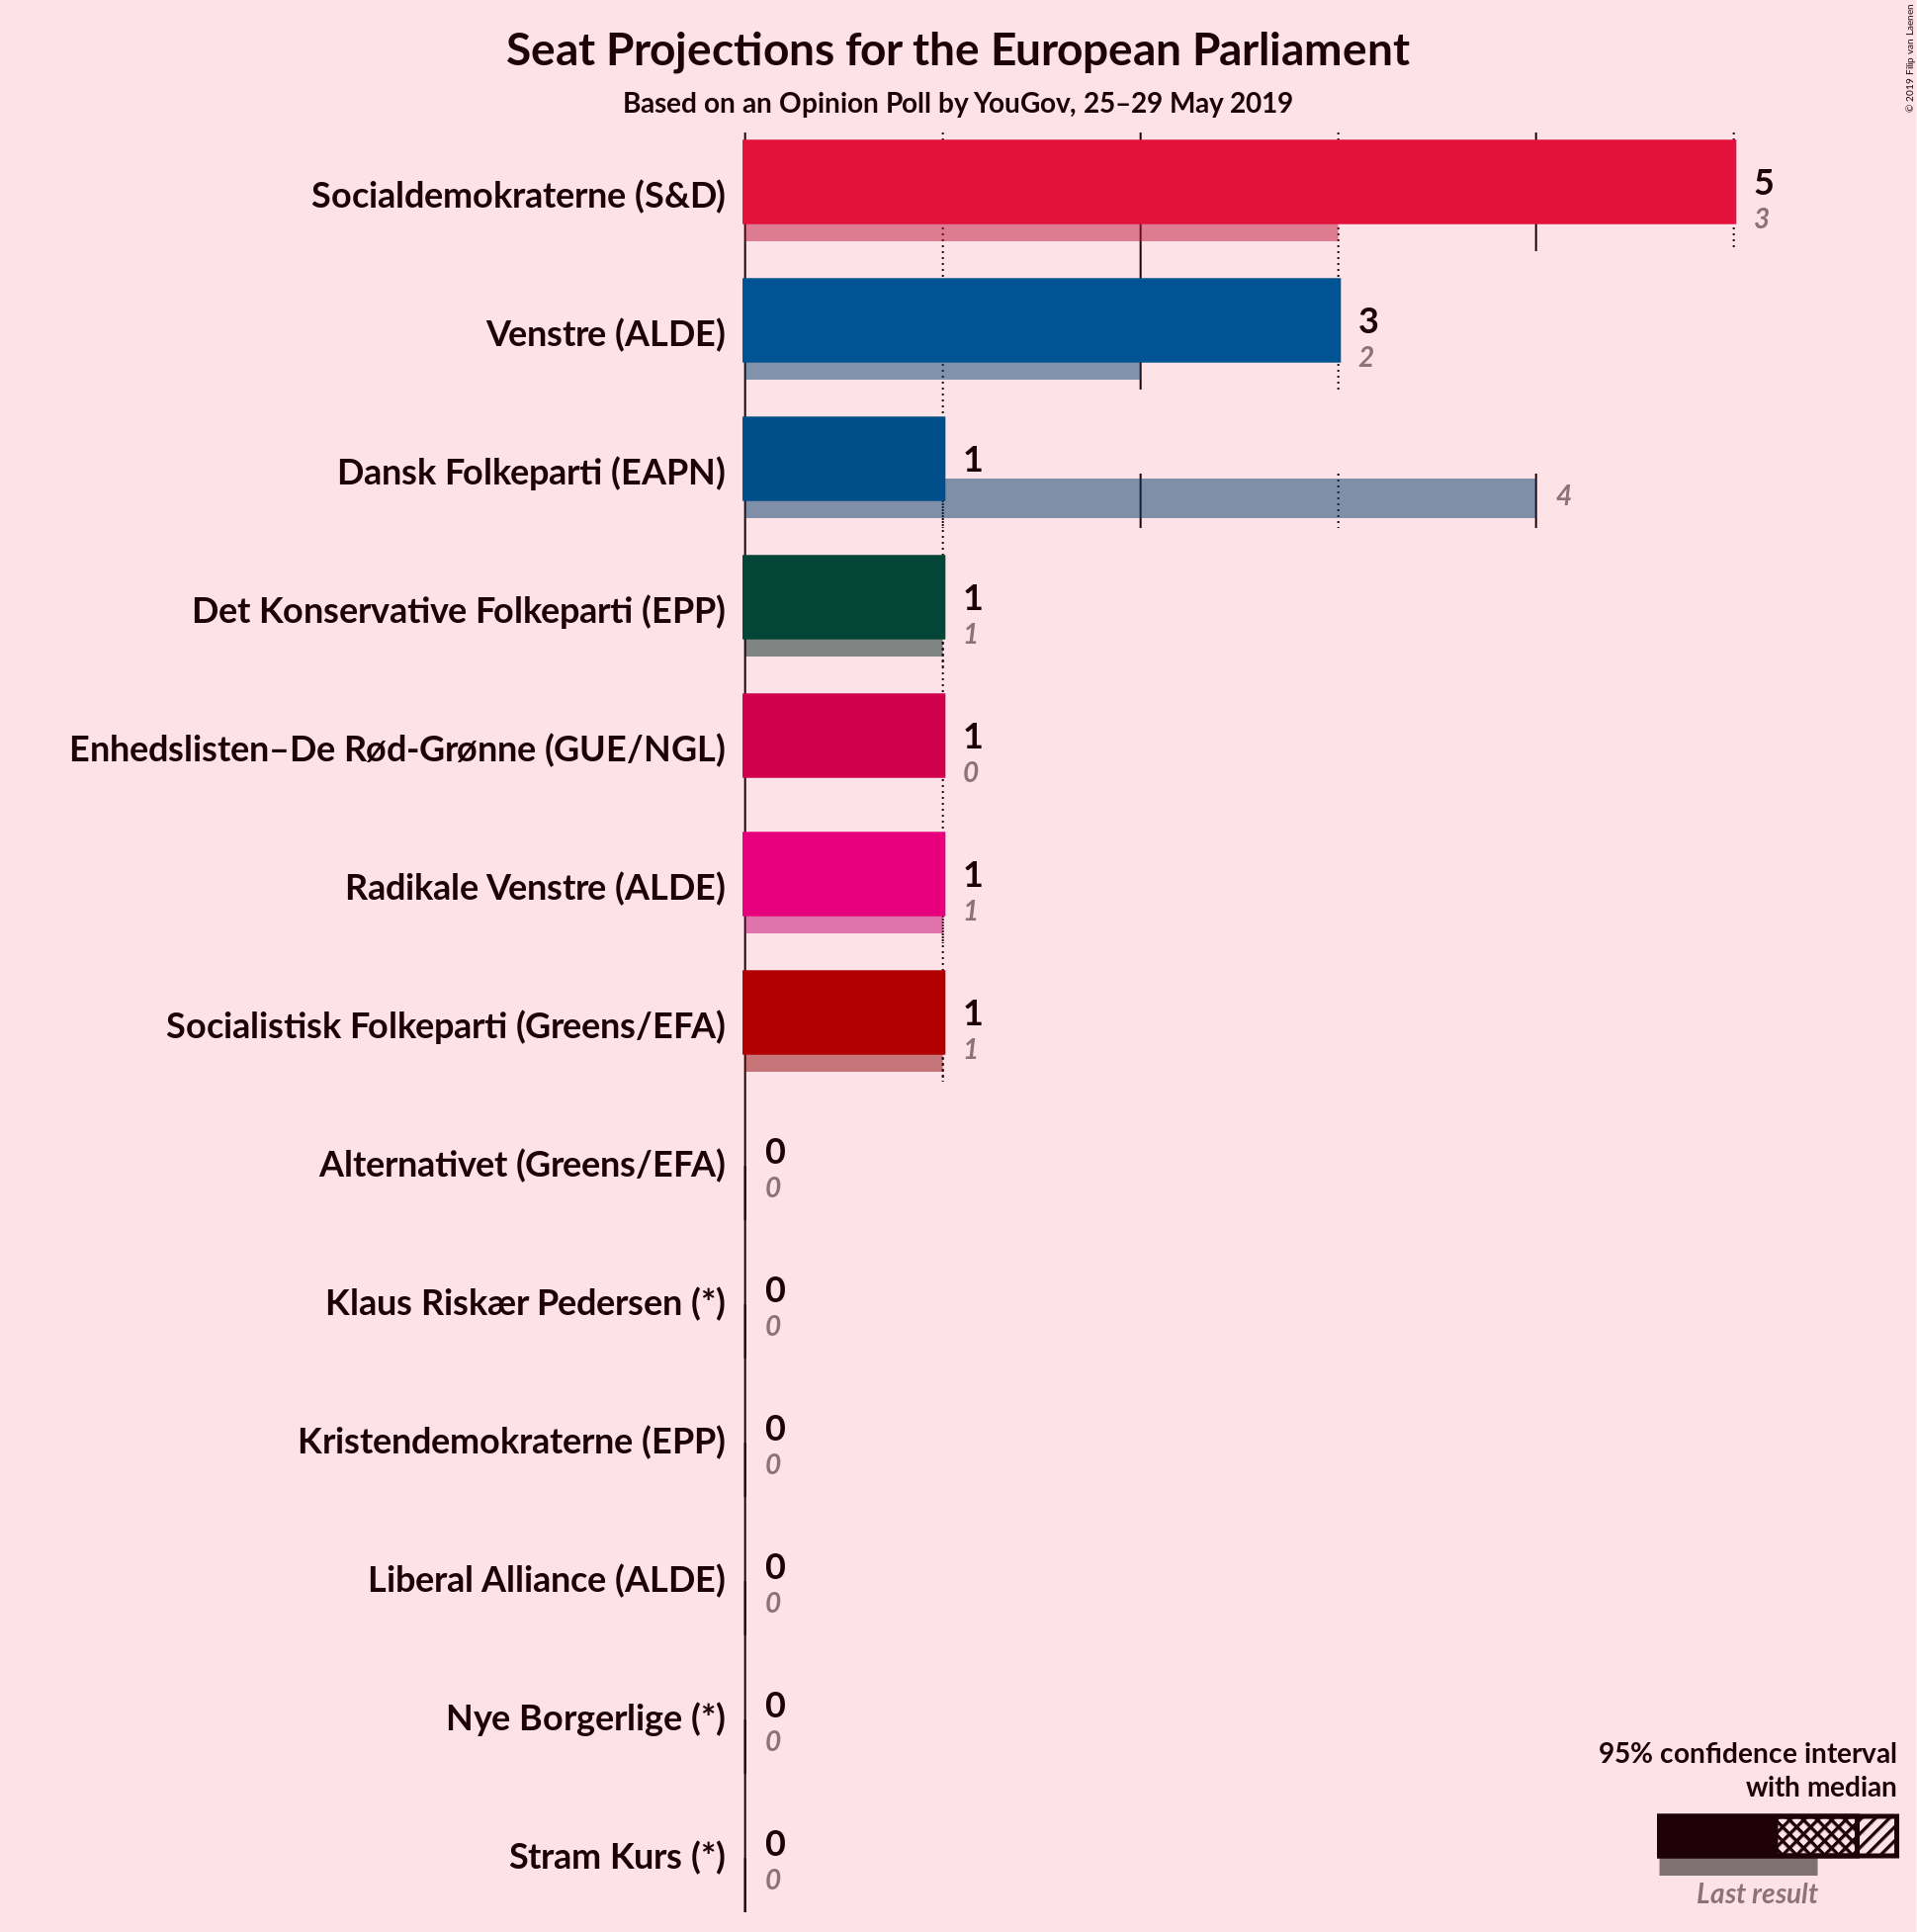 Seat Projections for the European Parliament
Based on an Opinion Poll by YouGov, 25–29 May 2019
© 2019 Filip van Laenen
Socialdemokraterne (S&D)
5
3
Venstre (ALDE)
3
2
Dansk Folkeparti (EAPN)
1
4
Det Konservative Folkeparti (EPP)
1
1
Enhedslisten–De Rød-Grønne (GUE/NGL)
1
0
Radikale Venstre (ALDE)
1
1
Socialistisk Folkeparti (Greens/EFA)
1
1
Alternativet (Greens/EFA)
0
0
Klaus Riskær Pedersen (*)
0
0
Kristendemokraterne (EPP)
0
0
Liberal Alliance (ALDE)
0
0
Nye Borgerlige (*)
0
0
Stram Kurs (*)
0
0
95% confidence interval
with median
Last result